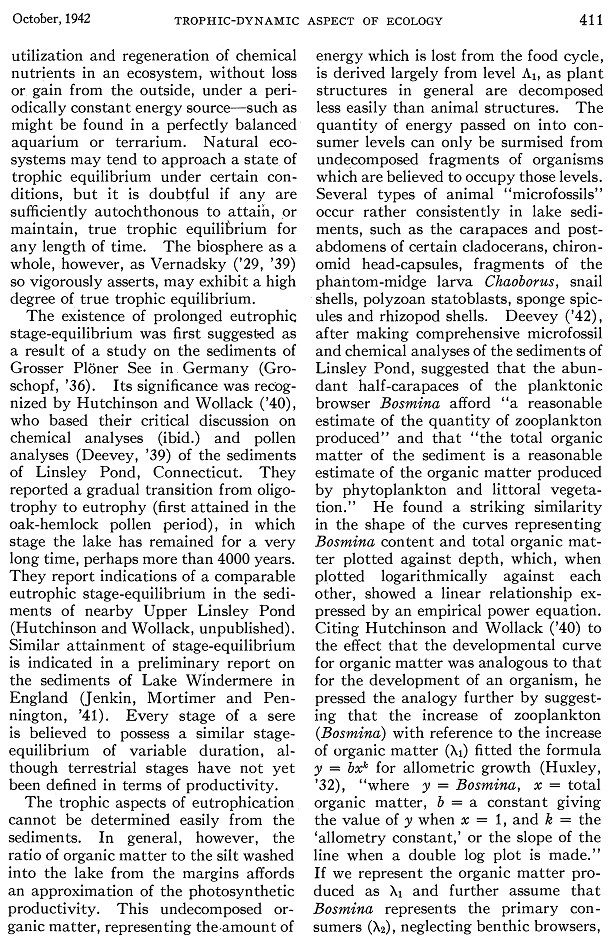 October, 1942
TROPHIC-DYNAMIC ASPECT OF ECOLOGY
411
utilization and regeneration of chemical
nutrients in an ecosystem, without loss
or gain from the outside, under a peri-
odically constant energy source—such as
might be found in a perfectly balanced
aquarium or terrarium. Natural eco-
systems may tend to approach a state of
trophic equilibrium under certain con-
ditions, but it is doubtful if any are
sufficiently autochthonous to attain, or
maintain, true trophic equilibrium for
any length of time. The biosphere as a
whole, however, as Vernadsky ('29, '39)
so vigorously asserts, may exhibit a high
degree of true trophic equilibrium.
The existence of prolonged eutrophic
stage-equilibrium was first suggested as
a result of a study on the sediments of
Grosser Plöner See in Germany (Gro-
schopf, '36). Its significance was recog-
nized by Hutchinson and Wollack ('40),
who based their critical discussion on
chemical analyses (ibid.) and pollen
analyses (Deevey, '39) of the sediments
of Linsley Pond, Connecticut. They
reported a gradual transition from oligo-
trophy to eutrophy (first attained in the
oak-hemlock pollen period), in which
stage the lake has remained for a very
long time, perhaps more than 4000 years.
They report indications of a comparable
eutrophic stage-equilibrium in the sedi-
ments of nearby Upper Linsley Pond
(Hutchinson and Wollack, unpublished).
Similar attainment of stage-equilibrium
is indicated in a preliminary report on
the sediments of Lake Windermere in
England (Jenkin, Mortimer and Pen-
nington, '41). Every stage of a sere
is believed to possess a similar stage-
equilibrium of variable duration, al-
though terrestrial stages have not yet
been defined in terms of productivity.
The trophic aspects of eutrophication
cannot be determined easily from the
sediments. In general, however, the
ratio of organic matter to the silt washed
into the lake from the margins affords
an approximation of the photosynthetic
productivity. This undecomposed or-
ganic matter, representing the amount of
energy which is lost from the food cycle,
is derived largely from level Λ₁, as plant
structures in general are decomposed
less easily than animal structures. The
quantity of energy passed on into con-
sumer levels can only be surmised from
undecomposed fragments of organisms
which are believed to occupy those levels.
Several types of animal "microfossils"
occur rather consistently in lake sedi-
ments, such as the carapaces and post-
abdomens of certain cladocerans, chiron-
omid head-capsules, fragments of the
phantom-midge larva Chaoborus, snail
shells, polyzoan statoblasts, sponge spic-
ules and rhizopod shells. Deevey ('42),
after making comprehensive microfossil
and chemical analyses of the sediments of
Linsley Pond, suggested that the abun-
dant half-carapaces of the planktonic
browser Bosmina afford "a reasonable
estimate of the quantity of zooplankton
produced" and that "the total organic
matter of the sediment is a reasonable
estimate of the organic matter produced
by phytoplankton and littoral vegeta-
tion." He found a striking similarity
in the shape of the curves representing
Bosmina content and total organic mat-
ter plotted against depth, which, when
plotted logarithmically against each
other, showed a linear relationship ex-
pressed by an empirical power equation.
Citing Hutchinson and Wollack ('40) to
the effect that the developmental curve
for organic matter was analogous to that
for the development of an organism, he
pressed the analogy further by suggest-
ing that the increase of zooplankton
(Bosmina) with reference to the increase
of organic matter (λ₁) fitted the formula
y = bxᵏ for allometric growth (Huxley,
'32), "where y = Bosmina, x = total
organic matter, b = a constant giving
the value of y when x = 1, and k = the
'allometry constant,' or the slope of the
line when a double log plot is made."
If we represent the organic matter pro-
duced as λ₁ and further assume that
Bosmina represents the primary con-
sumers (λ₂), neglecting benthic browsers,